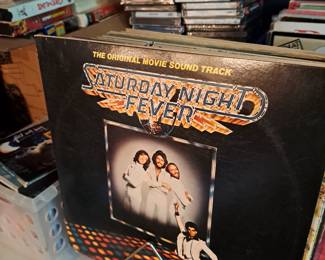 THE ORIGINAL MOVIE SOUND TRACK
SATURDAY NIGHT
FEVER